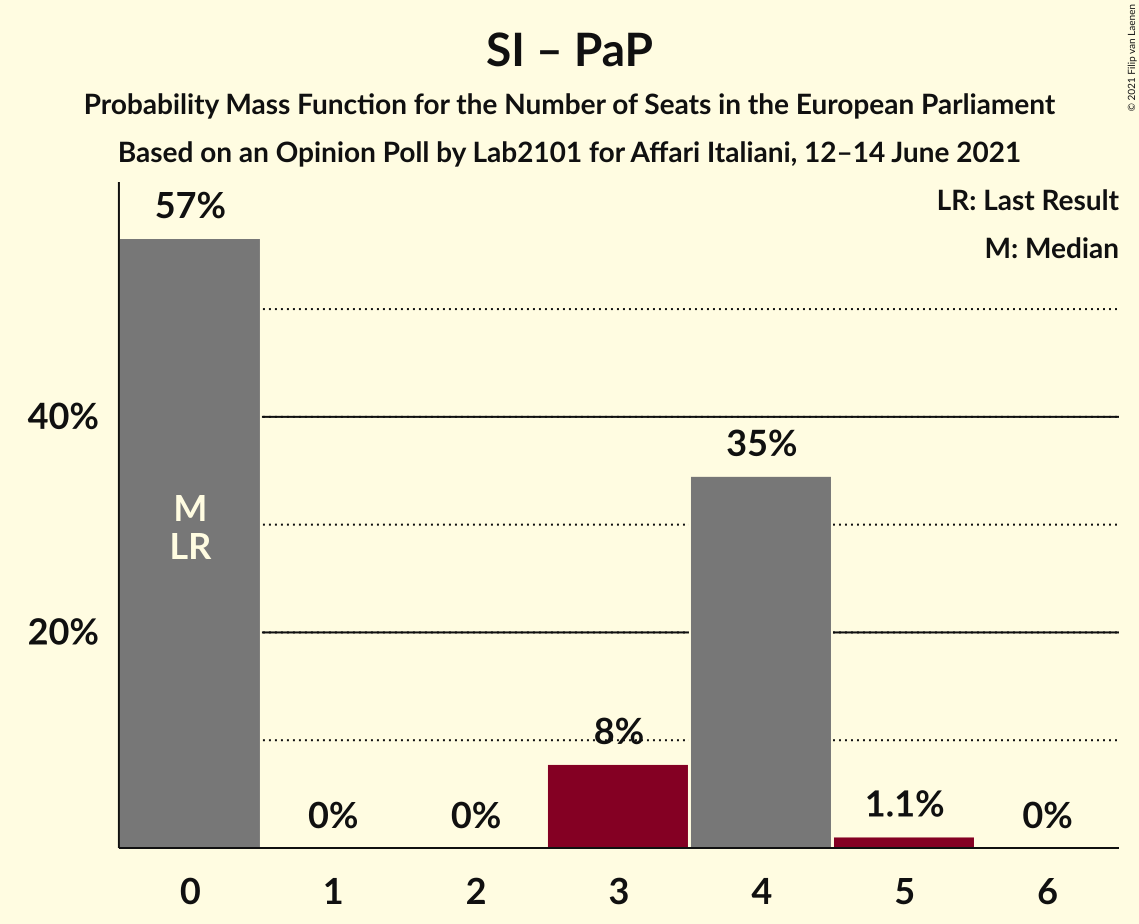 SI – PaP
Probability Mass Function for the Number of Seats in the European Parliament
Based on an Opinion Poll by Lab2101 for Affari Italiani, 12–14 June 2021
© 2021 Filip van Laenen
LR: Last Result
M: Median
57%
40%
35%
M
LR
20%
8%
0%
0%
1.1%
0%
0 1 2 3 4 5 6